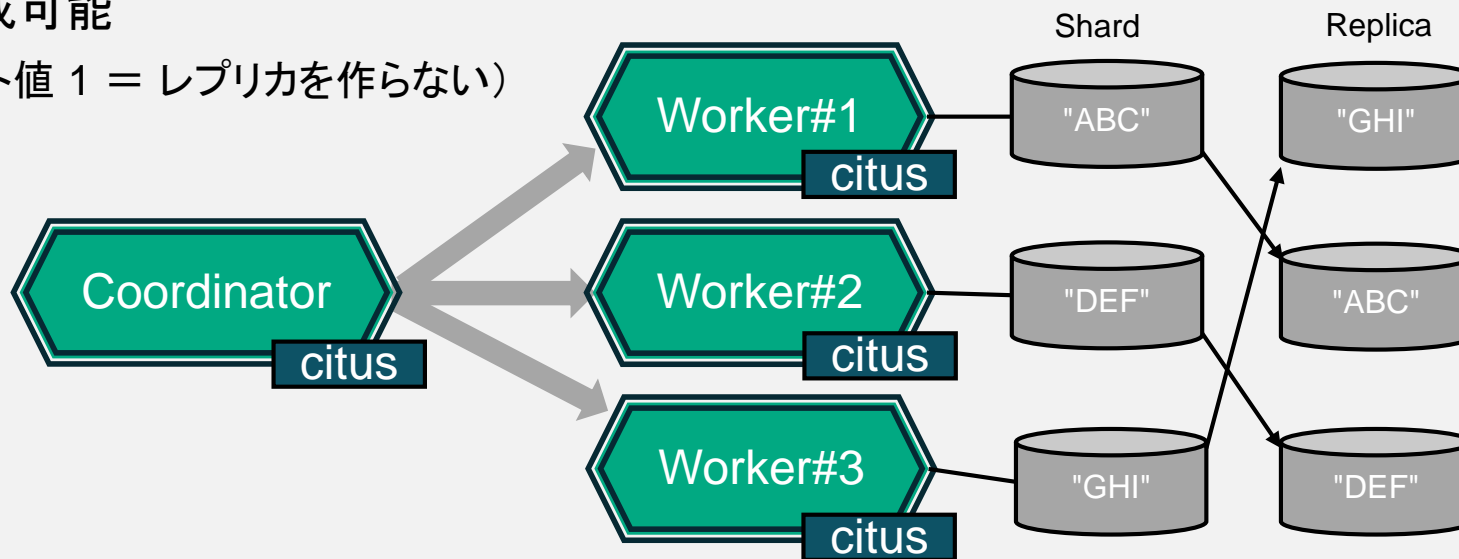 成可能
ト値 1 = レプリカを作らない)
Shard
Replica
Worker#1
citus
"ABC"
"GHI"
Coordinator
citus
Worker#2
citus
"DEF"
"ABC"
Worker#3
citus
"GHI"
"DEF"